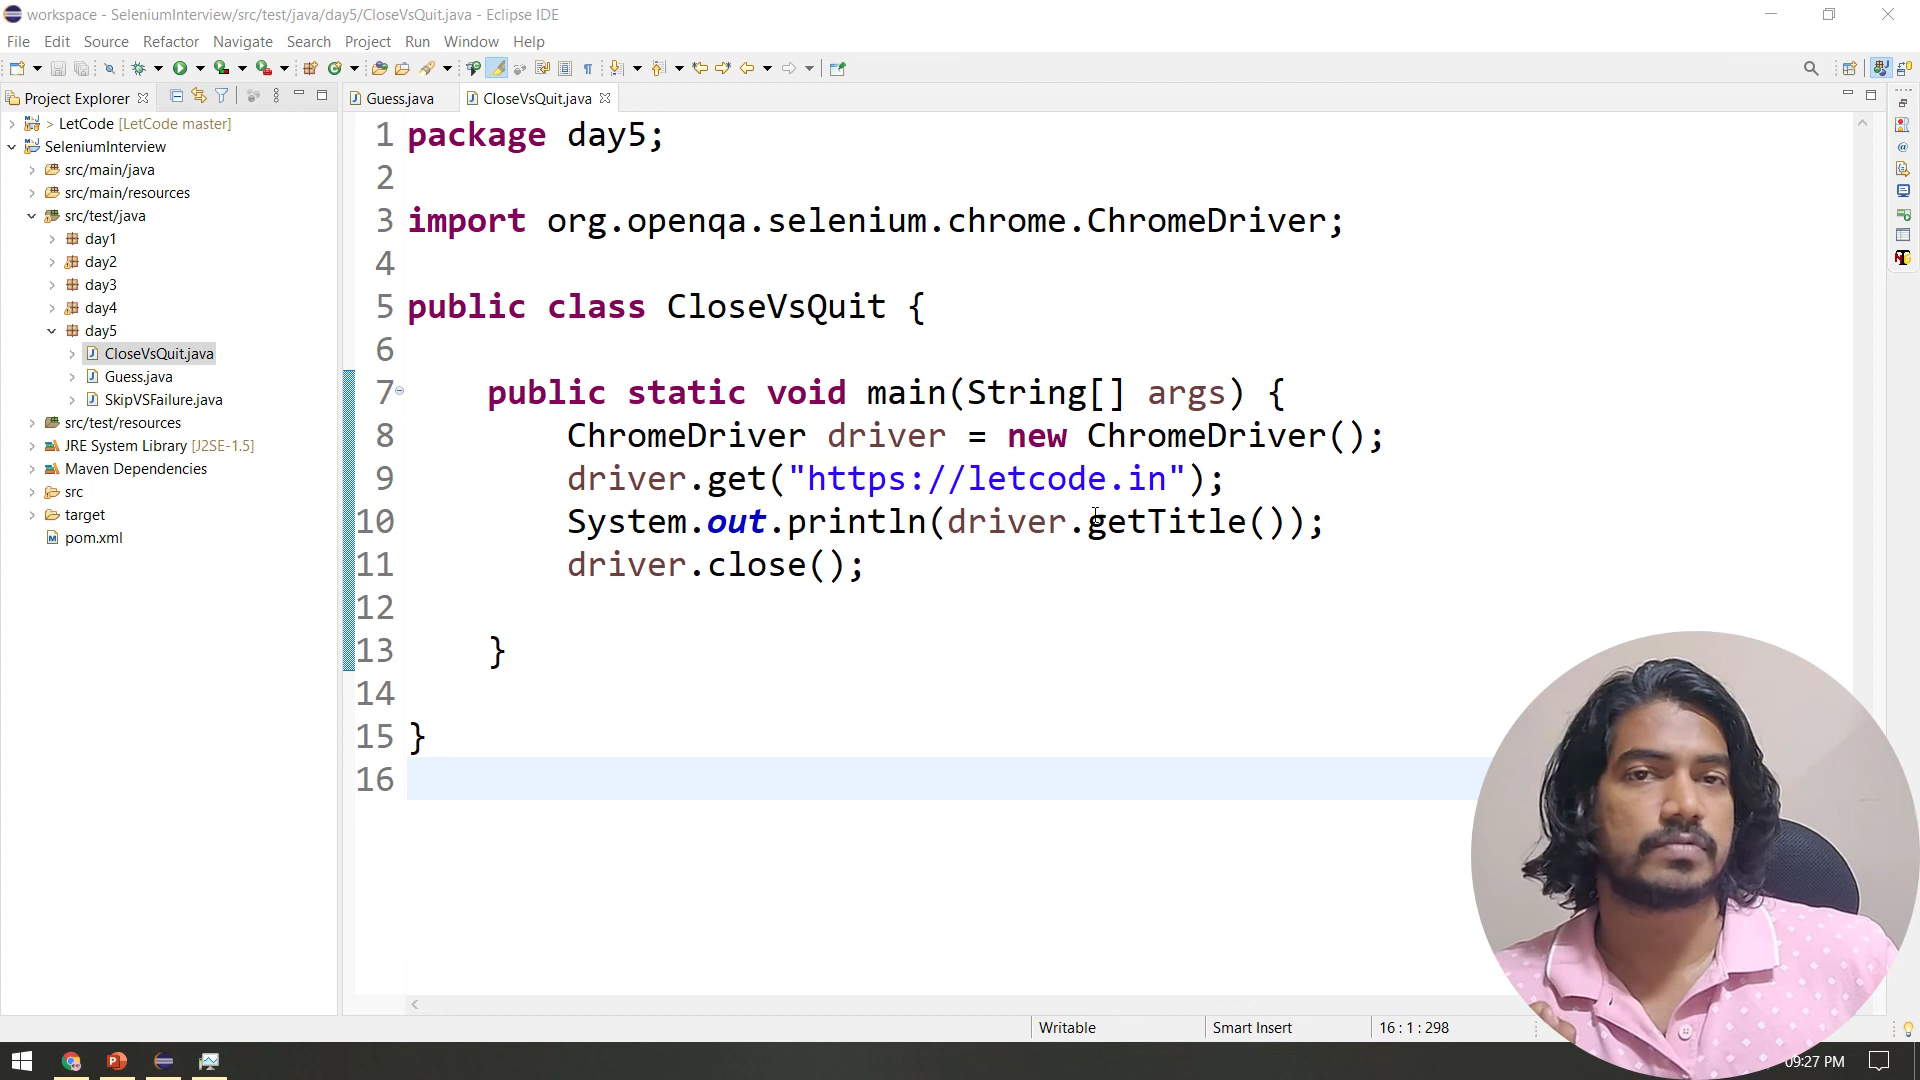 workspace - SeleniumInterview/src/test/java/day5/CloseVsQuit.java - Eclipse IDE
File Edit Source Refactor Navigate Search Project Run Window Help
Project Explorer
Guess.java
CloseVsQuit.java
> LetCode [LetCode master]
SeleniumInterview
src/main/java
src/main/resources
src/test/java
day1
day2
day3
day4
day5
CloseVsQuit.java
Guess.java
SkipVSFailure.java
src/test/resources
JRE System Library [J2SE-1.5]
Maven Dependencies
src
target
pom.xml
1 package day5;
2
3 import org.openqa.selenium.chrome.ChromeDriver;
4
5 public class CloseVsQuit {
6
7 public static void main(String[] args) {
8 ChromeDriver driver = new ChromeDriver();
9 driver.get("https://letcode.in");
10 System.out.println(driver.getTitle());
11 driver.close();
12
13 }
14
15 }
16
Writable
Smart Insert
16 : 1 : 298
09:27 PM